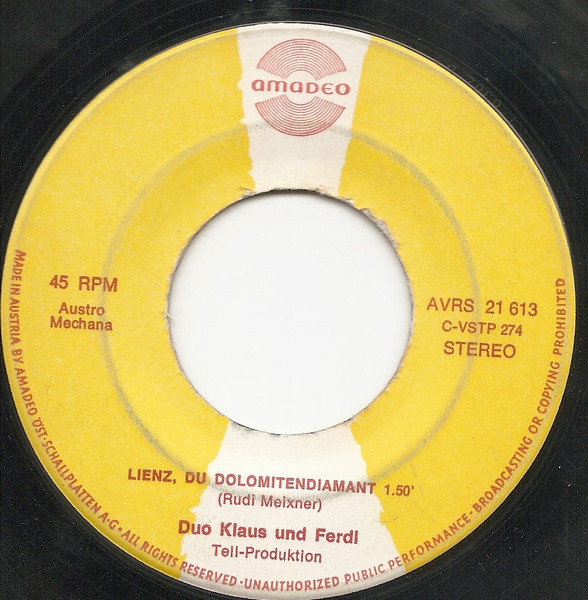 AMADEO
45 RPM
Austro
Mechana
AVRS 21 613
C-VSTP 274
STEREO
LIENZ, DU DOLOMITENDIAMANT 1.50'
(Rudi Meixner)
Duo Klaus und Ferdl
Tell-Produktion
MADE IN AUSTRIA BY AMADEO ÖST. SCHALLPLATTEN A·G · ALL RIGHTS RESERVED · UNAUTHORIZED PUBLIC PERFORMANCE · BROADCASTING OR COPYING PROHIBITED